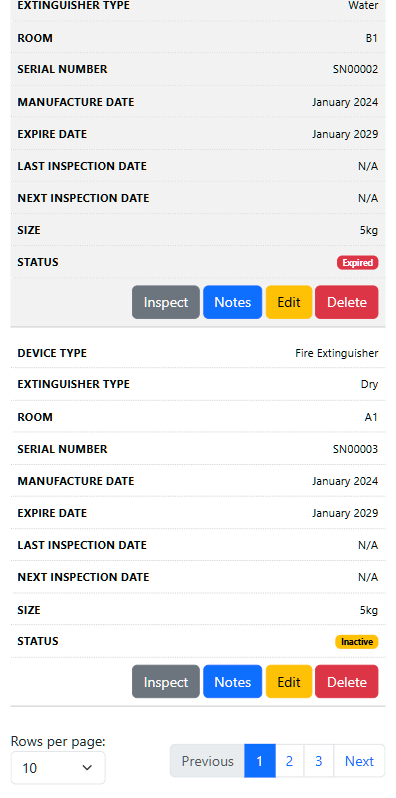 EXTINGUISHER TYPE Water
ROOM B1
SERIAL NUMBER SN00002
MANUFACTURE DATE January 2024
EXPIRE DATE January 2029
LAST INSPECTION DATE N/A
NEXT INSPECTION DATE N/A
SIZE 5kg
STATUS Expired
Inspect Notes Edit Delete
DEVICE TYPE Fire Extinguisher
EXTINGUISHER TYPE Dry
ROOM A1
SERIAL NUMBER SN00003
MANUFACTURE DATE January 2024
EXPIRE DATE January 2029
LAST INSPECTION DATE N/A
NEXT INSPECTION DATE N/A
SIZE 5kg
STATUS Inactive
Inspect Notes Edit Delete
Rows per page:
10 Previous 1 2 3 Next